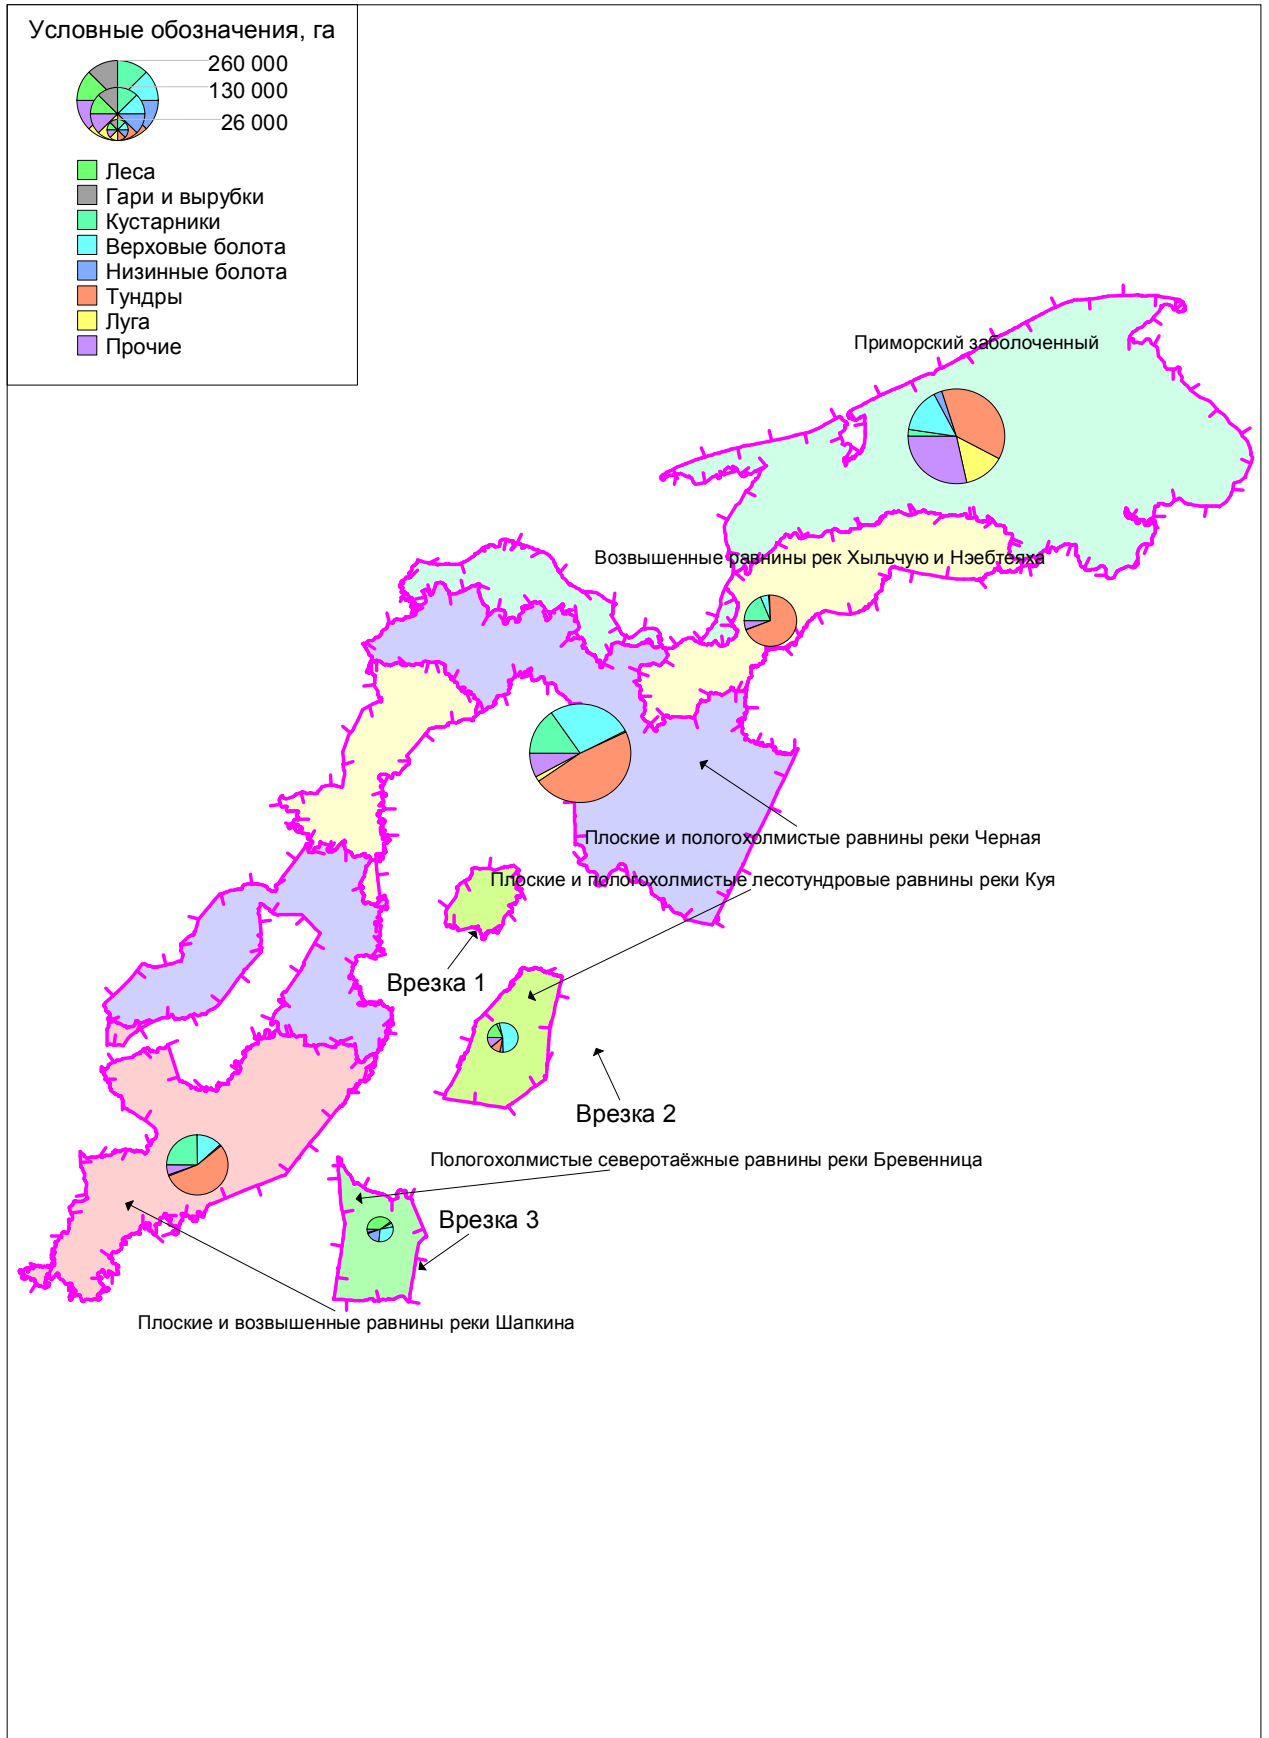 Условные обозначения, га
260 000
130 000
26 000
Леса
Гари и вырубки
Кустарники
Верховые болота
Низинные болота
Тундры
Луга
Прочие
Приморский заболоченный
Возвышенные равнины рек Хыльчую и Нэебтеяха
Плоские и пологохолмистые равнины реки Черная
Плоские и пологохолмистые лесотундровые равнины реки Куя
Врезка 1
Врезка 2
Пологохолмистые северотаёжные равнины реки Бревенница
Врезка 3
Плоские и возвышенные равнины реки Шапкина